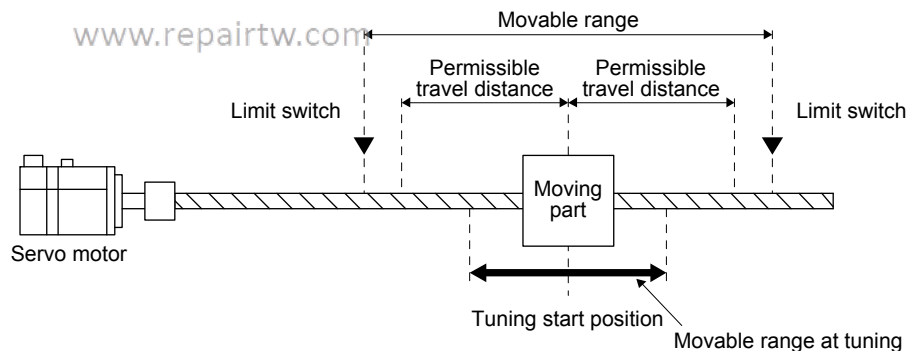 www.repairtw.com
Movable range
Permissible
travel distance
Permissible
travel distance
Limit switch
Limit switch
Moving
part
Servo motor
Tuning start position
Movable range at tuning